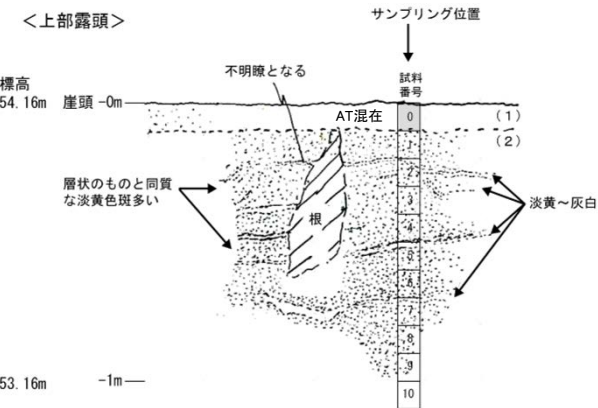 ＜上部露頭＞
サンプリング位置
不明瞭となる
試料
番号
標高
54.16m 崖頭 -0m
AT混在
0
(1)
1
(2)
2
層状のものと同質
な淡黄色斑多い
3
淡黄～灰白
根
4
5
6
7
8
9
53.16m -1m
10